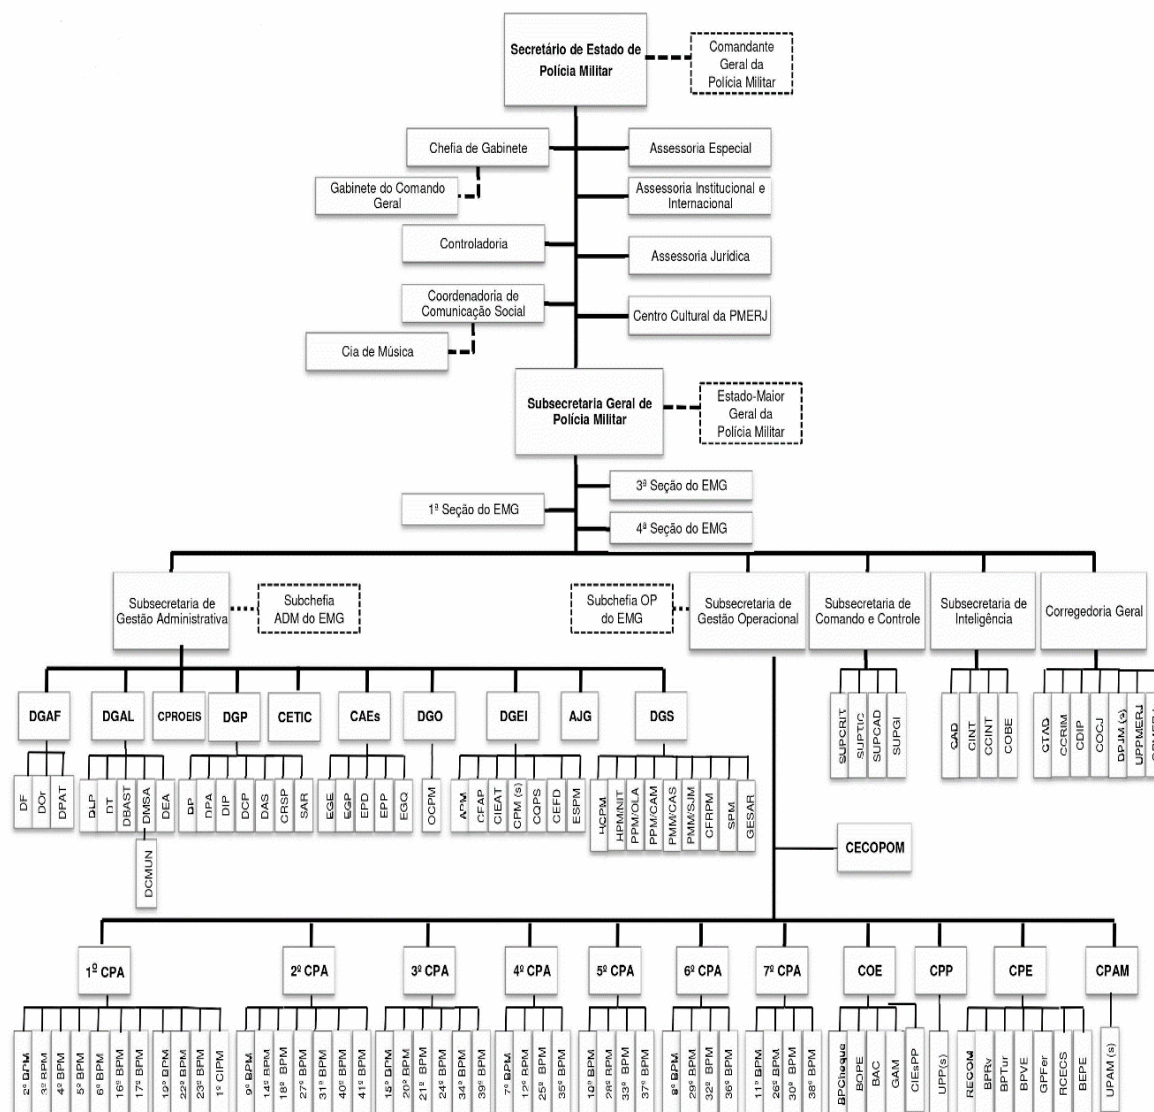 Secretário de Estado de
Polícia Militar
Comandante
Geral da
Polícia Militar
Chefia de Gabinete
Assessoria Especial
Gabinete do Comando
Geral
Assessoria Institucional e
Internacional
Controladoria
Assessoria Jurídica
Coordenadoria de
Comunicação Social
Centro Cultural da PMERJ
Cia de Música
Subsecretaria Geral de
Polícia Militar
Estado-Maior
Geral da
Polícia Militar
3ª Seção do EMG
1ª Seção do EMG
4ª Seção do EMG
Subsecretaria de
Gestão Administrativa
Subchefia
ADM do EMG
Subchefia OP
do EMG
Subsecretaria de
Gestão Operacional
Subsecretaria de
Comando e Controle
Subsecretaria de
Inteligência
Corregedoria Geral
DGAF
DGAL
CPROEIS
DGP
CETIC
CAEs
DGO
DGEI
AJG
DGS
SUPCRIT
SUPTIC
SUPCAD
SUPGI
CAD
CINT
CCINT
COBE
CCRIM
CDIP
COCJ
DPJM (s)
UPPMERJ
DF
DOr
DPAT
DLP
DT
DBAST
DMSA
DEA
DCMUN
DP
DPA
DIP
DCP
DAS
CRSP
SAR
EGE
EGP
EPD
EPP
EGQ
OCPM
APM
CFAP
CIEAT
CPM (s)
CQPS
CEFD
ESPM
HCPM
HPM/NIT
PPM/OLA
PPM/CAM
PMM/CAS
PMM/SJM
CFRPM
SPM
GESAR
CECOPOM
1º CPA
2º CPA
3º CPA
4º CPA
5º CPA
6º CPA
7º CPA
COE
CPP
CPE
CPAM
2º BPM
3º BPM
4º BPM
5º BPM
6º BPM
16º BPM
17º BPM
19º BPM
22º BPM
23º BPM
1º CIPM
9º BPM
14º BPM
18º BPM
27º BPM
31º BPM
40º BPM
41º BPM
15º BPM
20º BPM
21º BPM
24º BPM
34º BPM
39º BPM
7º BPM
12º BPM
25º BPM
35º BPM
10º BPM
28º BPM
33º BPM
37º BPM
8º BPM
29º BPM
32º BPM
36º BPM
11º BPM
26º BPM
30º BPM
38º BPM
BPChoque
BOPE
BAC
GAM
CIEsPP
UPP(s)
RECOM
BPRv
BPTur
BPVE
GPFer
RCECS
BEPE
UPAM (s)